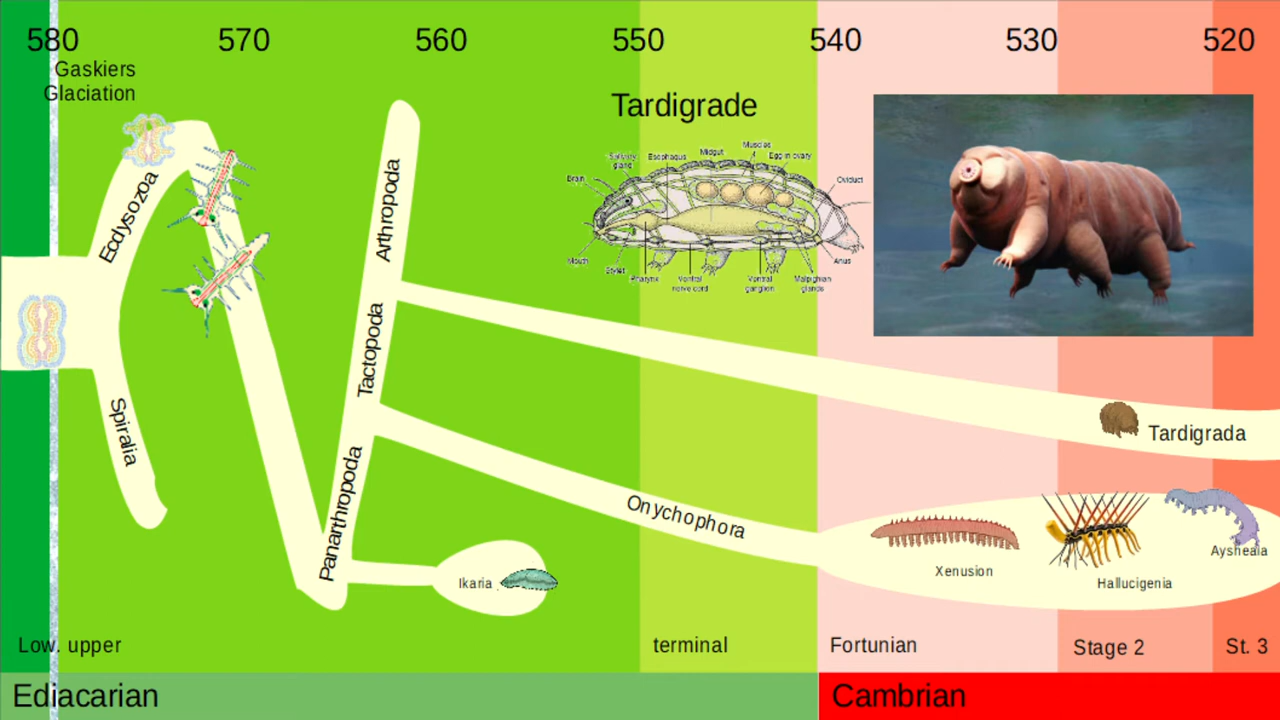 580 570 560 550 540 530 520
Gaskiers
Glaciation
Tardigrade
Salivary
gland
Esophagus
Midgut
Muscles
Egg in ovary
Brain
Oviduct
Mouth
Stylet
Pharynx
Ventral
nerve cord
Ventral
ganglion
Malpighian
glands
Anus
Ecdysozoa
Spiralia
Arthropoda
Tactopoda
Panarthropoda
Onychophora
Tardigrada
Ikaria .
Xenusion
Hallucigenia
Aysheaia
Low. upper
terminal
Fortunian
Stage 2
St. 3
Ediacarian
Cambrian